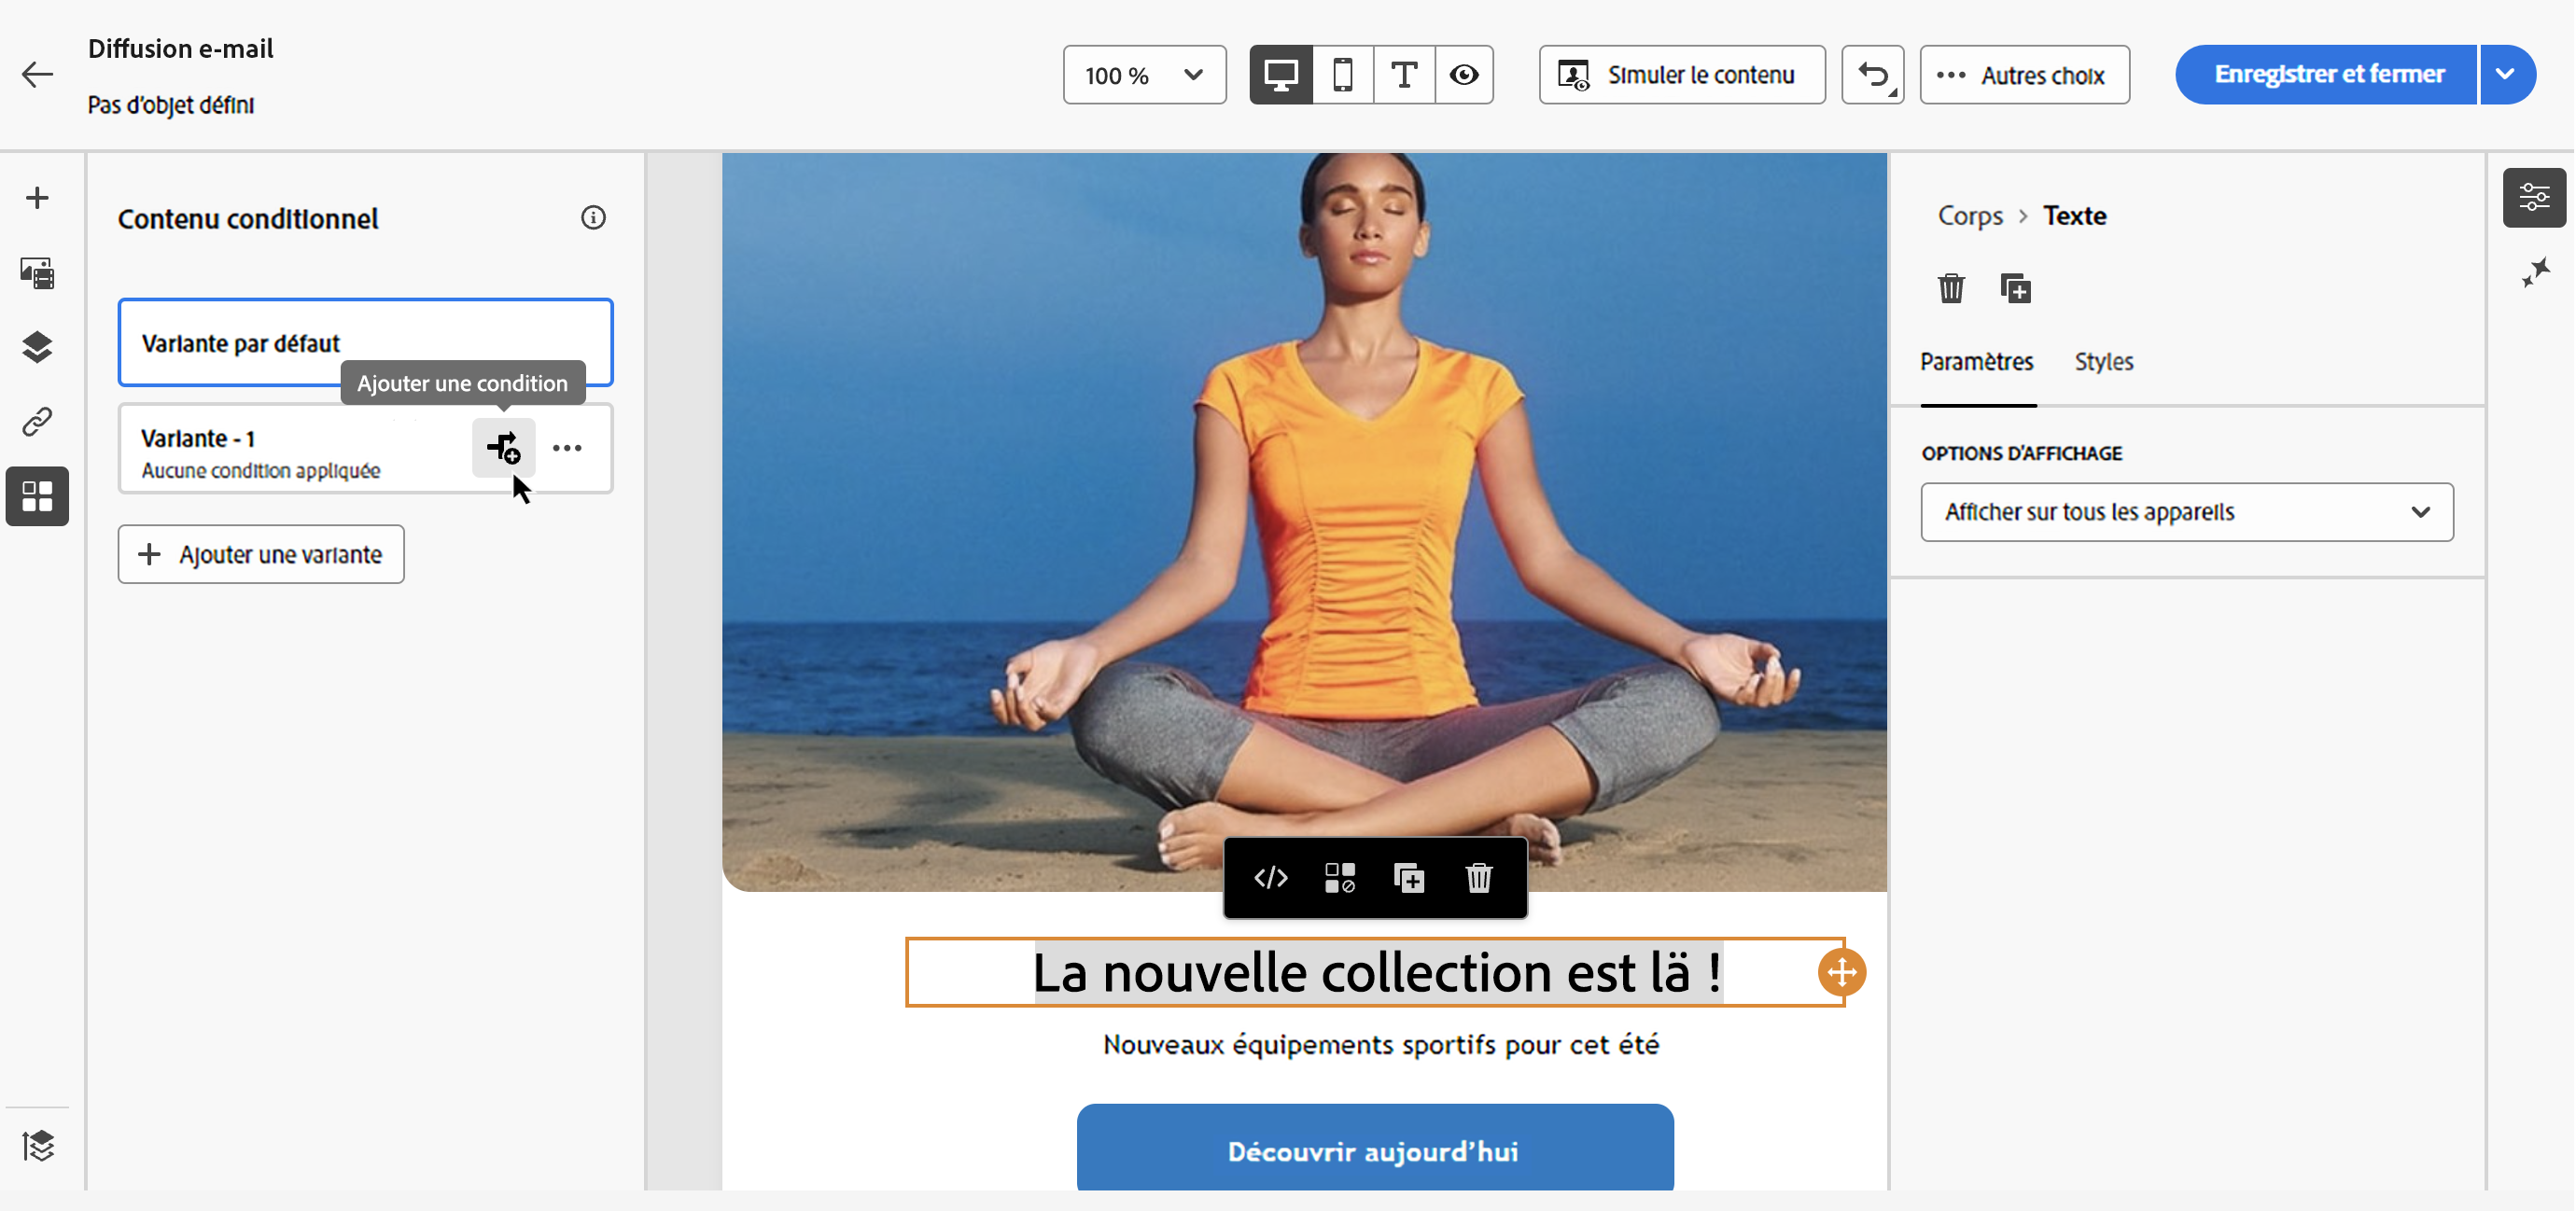 Diffusion e-mail
Pas d'objet défini
100 %
Simuler le contenu
Autres choix
Enregistrer et fermer
Contenu conditionnel
Variante par défaut
Ajouter une condition
Variante - 1
Aucune condition appliquée
Ajouter une variante
La nouvelle collection est lä !
Nouveaux équipements sportifs pour cet été
Découvrir aujourd'hui
Corps > Texte
Paramètres
Styles
OPTIONS D'AFFICHAGE
Afficher sur tous les appareils